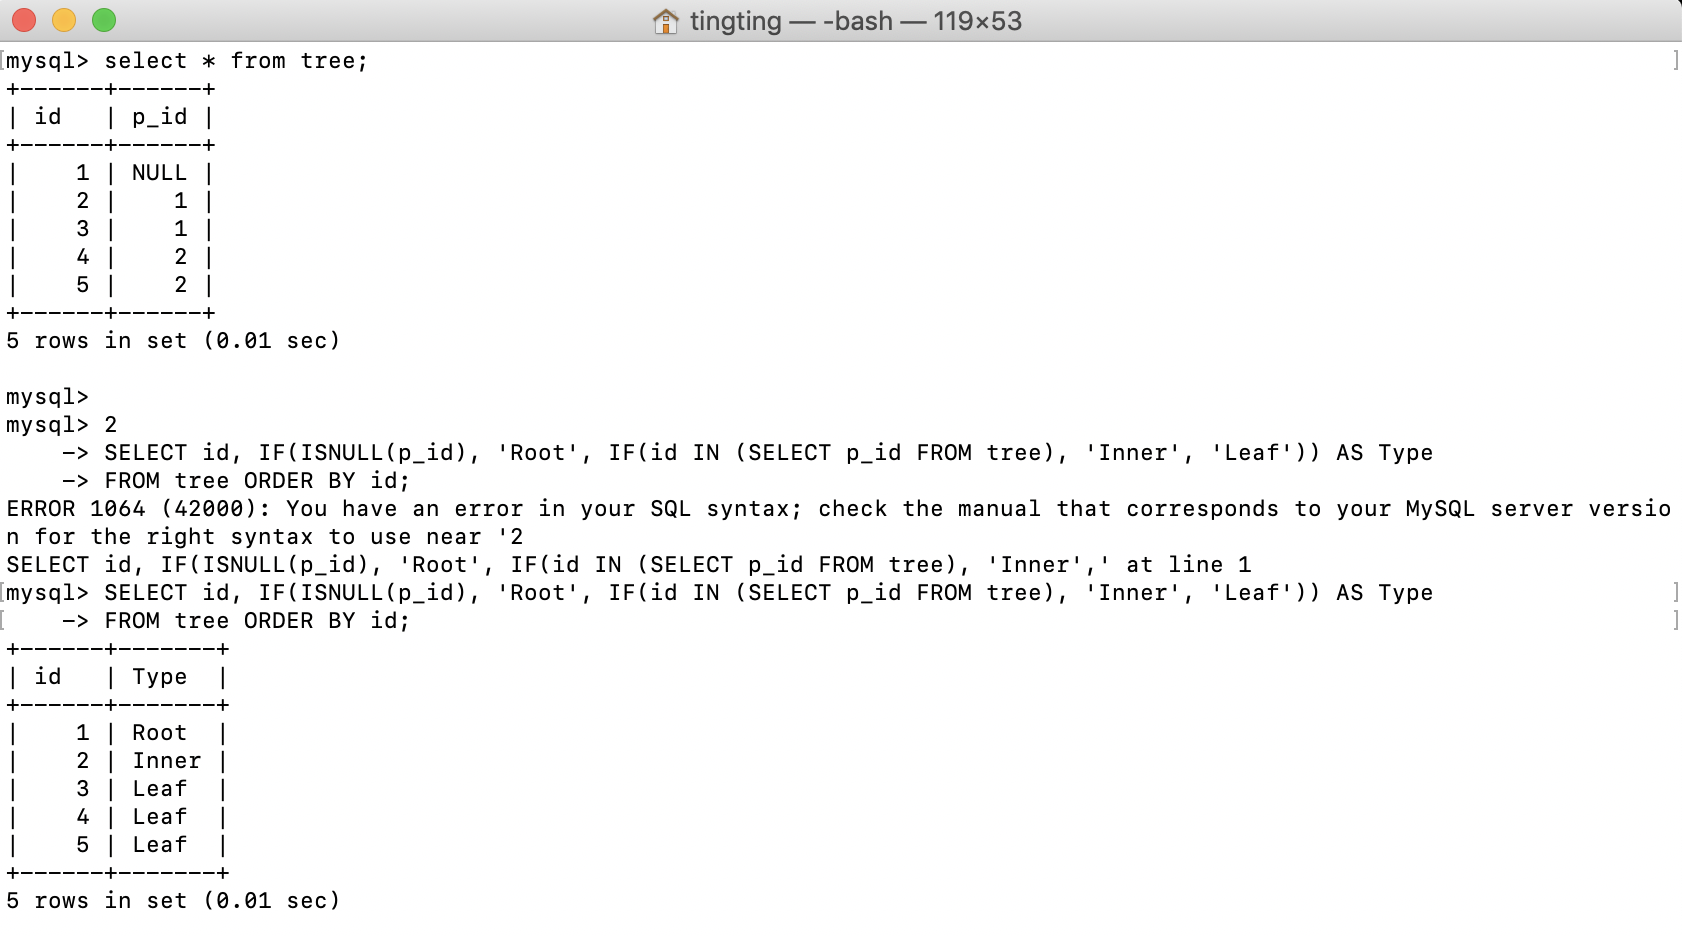 tingting — -bash — 119×53
mysql> select * from tree;
+------+------+
| id   | p_id |
+------+------+
|    1 | NULL |
|    2 |    1 |
|    3 |    1 |
|    4 |    2 |
|    5 |    2 |
+------+------+
5 rows in set (0.01 sec)

mysql>
mysql> 2
    -> SELECT id, IF(ISNULL(p_id), 'Root', IF(id IN (SELECT p_id FROM tree), 'Inner', 'Leaf')) AS Type
    -> FROM tree ORDER BY id;
ERROR 1064 (42000): You have an error in your SQL syntax; check the manual that corresponds to your MySQL server versio
n for the right syntax to use near '2
SELECT id, IF(ISNULL(p_id), 'Root', IF(id IN (SELECT p_id FROM tree), 'Inner',' at line 1
mysql> SELECT id, IF(ISNULL(p_id), 'Root', IF(id IN (SELECT p_id FROM tree), 'Inner', 'Leaf')) AS Type
    -> FROM tree ORDER BY id;
+------+-------+
| id   | Type  |
+------+-------+
|    1 | Root  |
|    2 | Inner |
|    3 | Leaf  |
|    4 | Leaf  |
|    5 | Leaf  |
+------+-------+
5 rows in set (0.01 sec)